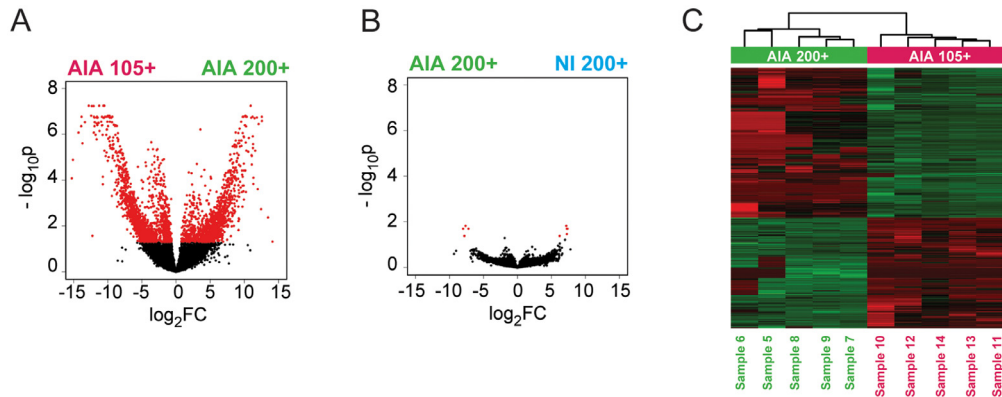 A
AIA 105+ AIA 200+
8
6
4
2
0
- log10p
-15 -10 -5 0 5 10 15
log2FC
B
AIA 200+ NI 200+
8
6
4
2
0
- log10p
-15 -10 -5 0 5 10 15
log2FC
C
AIA 200+ AIA 105+
Sample 6
Sample 5
Sample 8
Sample 9
Sample 7
Sample 10
Sample 12
Sample 14
Sample 13
Sample 11